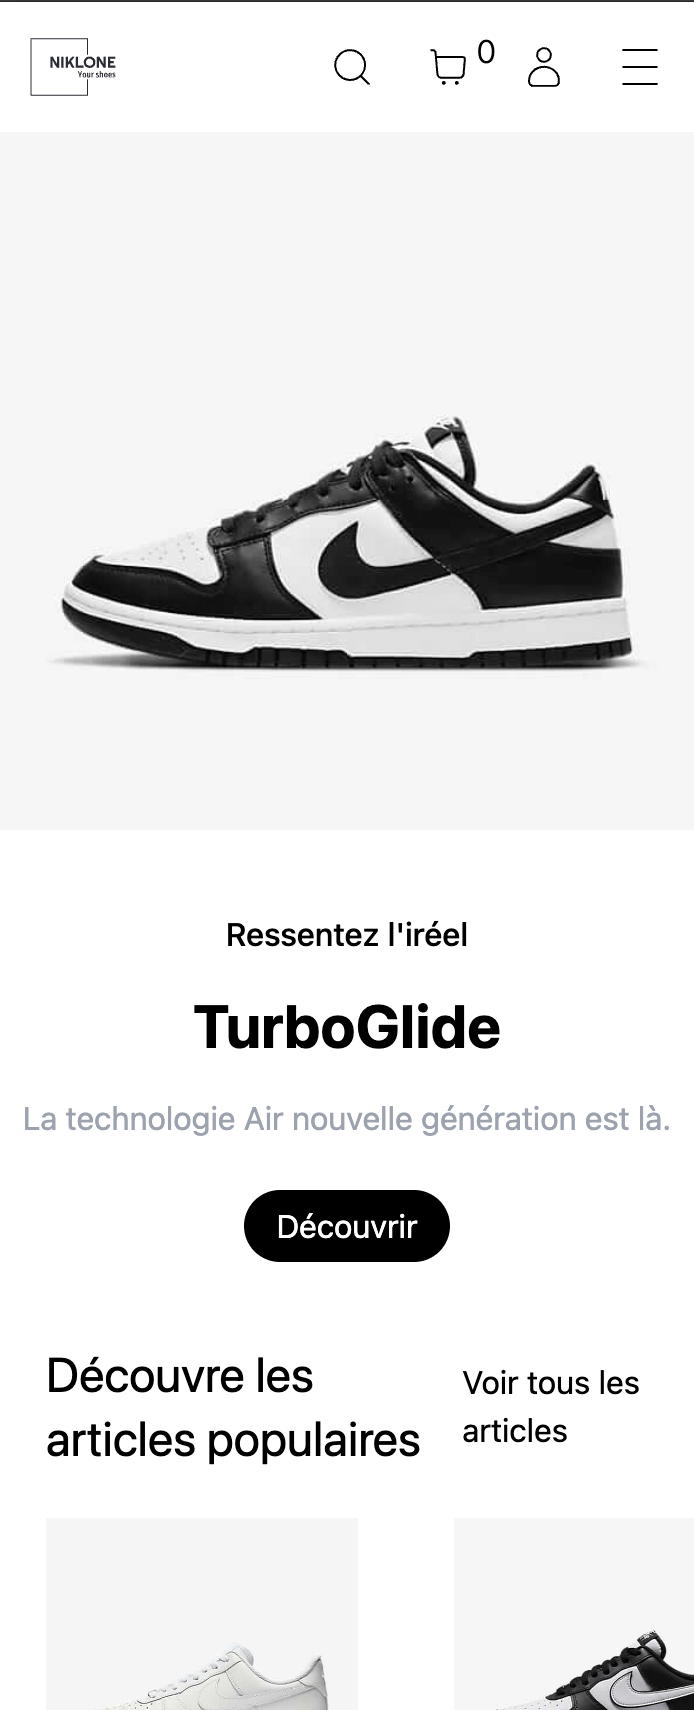 NIKLONE
Your shoes
0
Ressentez l'iréel
TurboGlide
La technologie Air nouvelle génération est là.
Découvrir
Découvre les
articles populaires
Voir tous les
articles